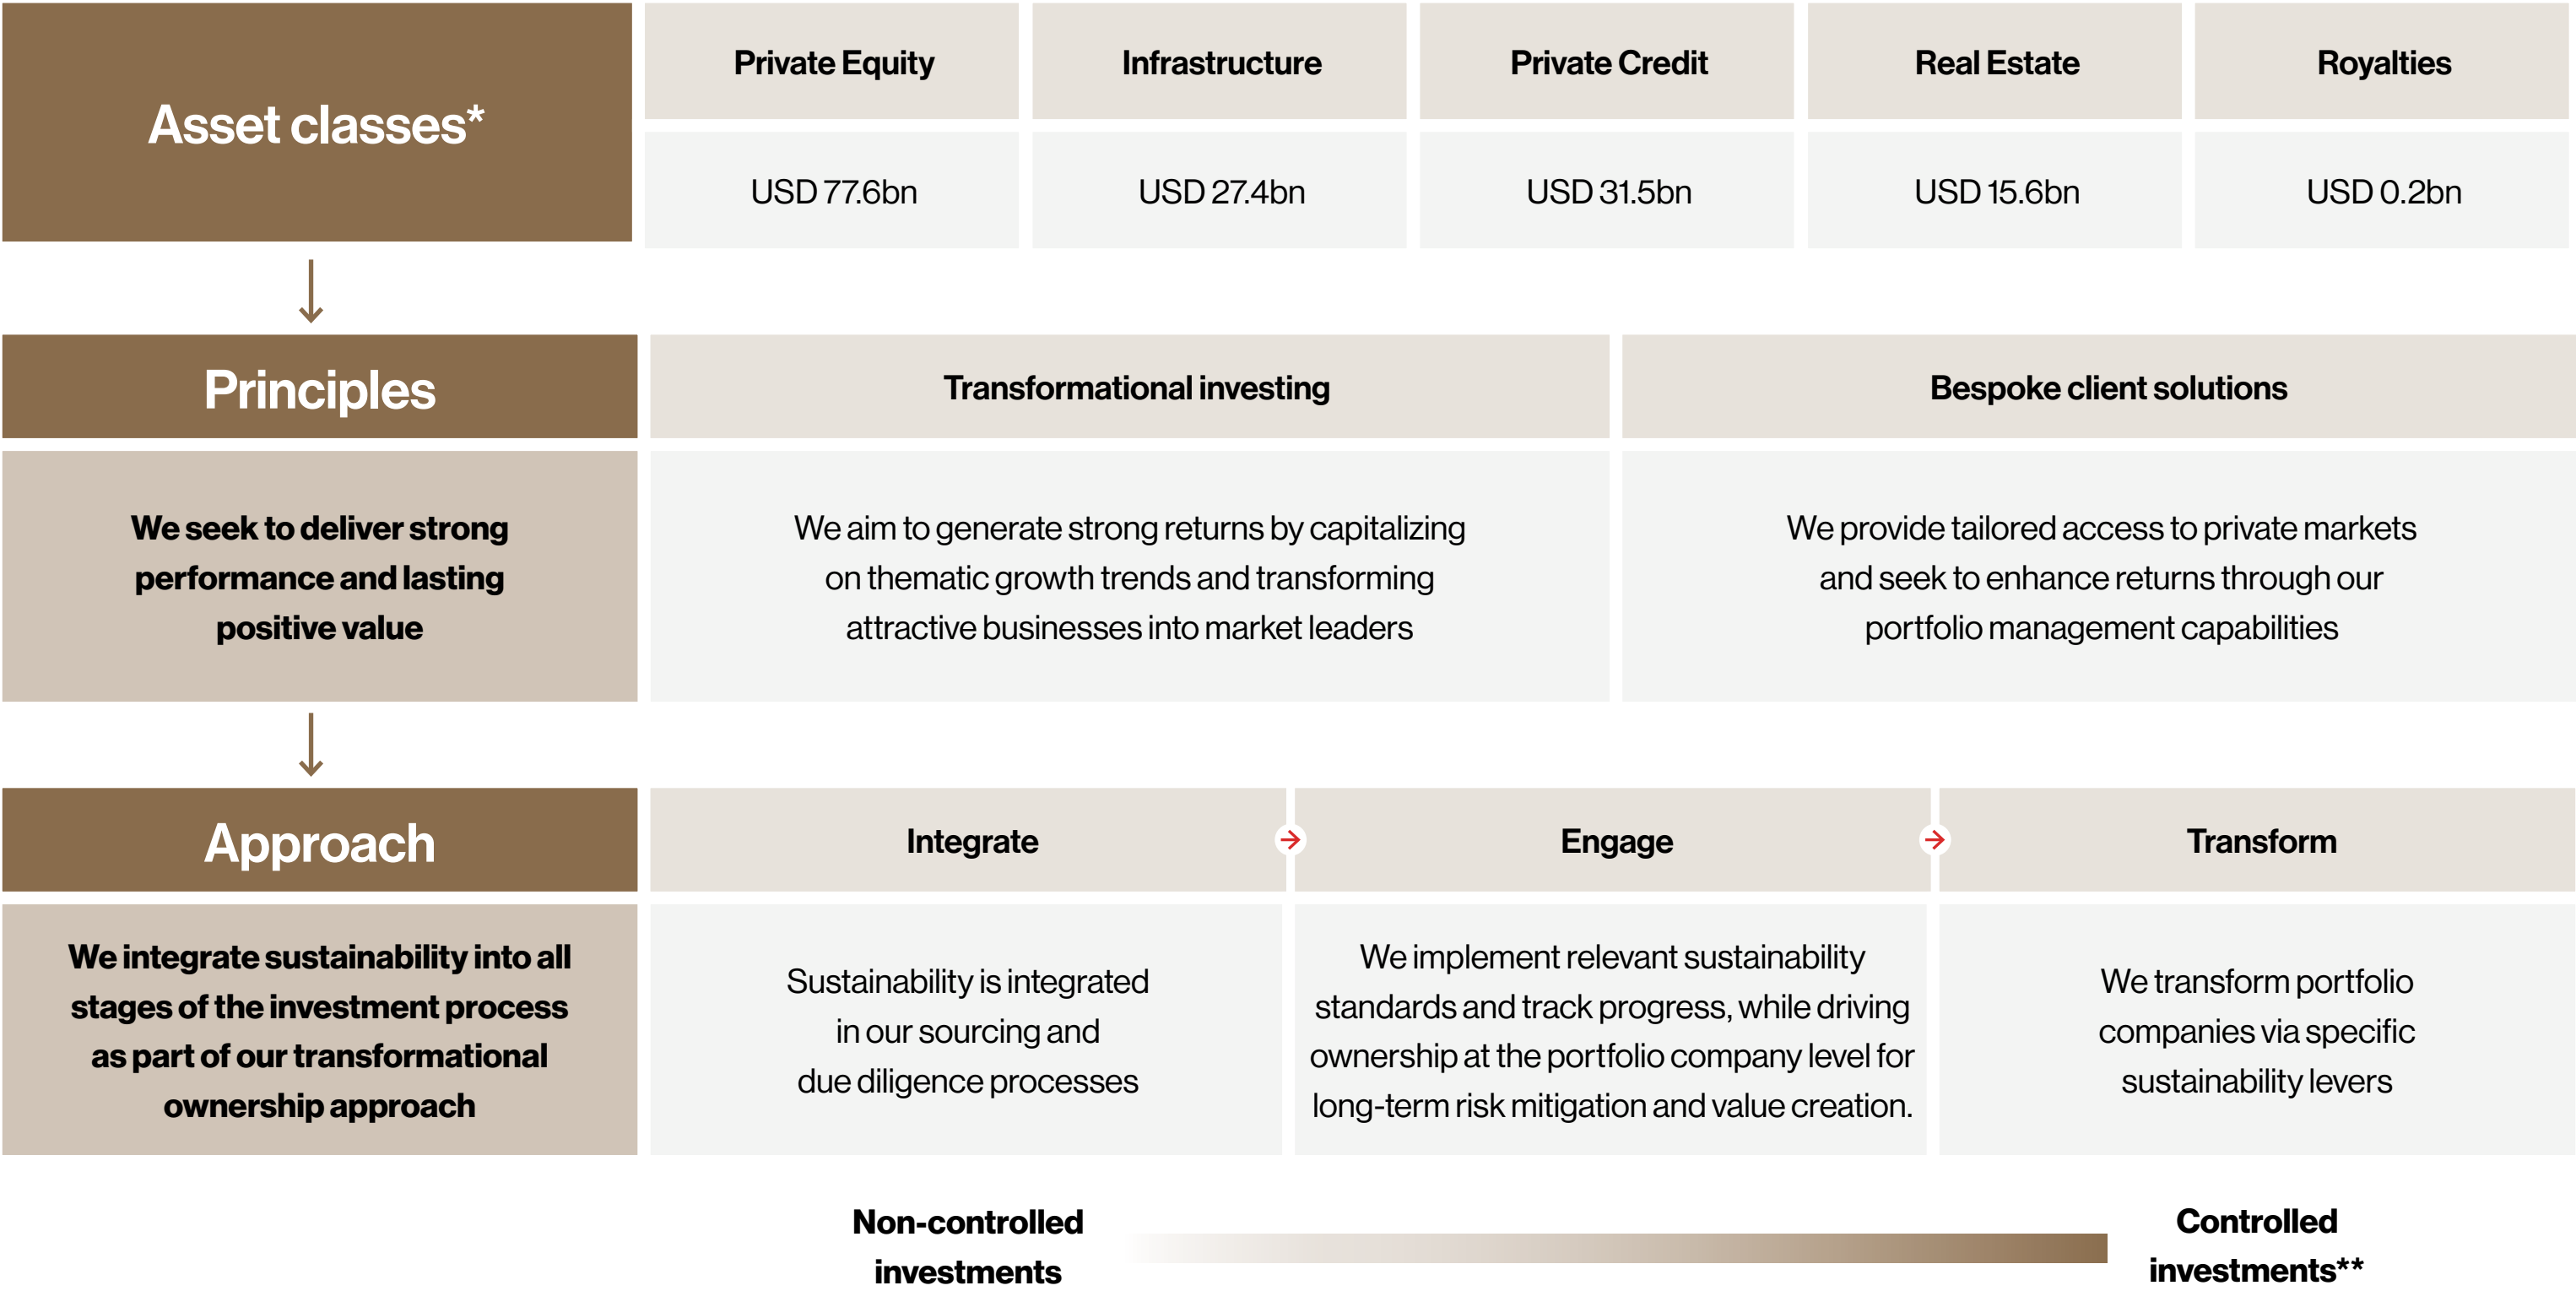 Asset classes*
Private Equity
Infrastructure
Private Credit
Real Estate
Royalties
USD 77.6bn
USD 27.4bn
USD 31.5bn
USD 15.6bn
USD 0.2bn
Principles
Transformational investing
Bespoke client solutions
We seek to deliver strong
performance and lasting
positive value
We aim to generate strong returns by capitalizing
on thematic growth trends and transforming
attractive businesses into market leaders
We provide tailored access to private markets
and seek to enhance returns through our
portfolio management capabilities
Approach
Integrate
Engage
Transform
We integrate sustainability into all
stages of the investment process
as part of our transformational
ownership approach
Sustainability is integrated
in our sourcing and
due diligence processes
We implement relevant sustainability
standards and track progress, while driving
ownership at the portfolio company level for
long-term risk mitigation and value creation.
We transform portfolio
companies via specific
sustainability levers
Non-controlled
investments
Controlled
investments**